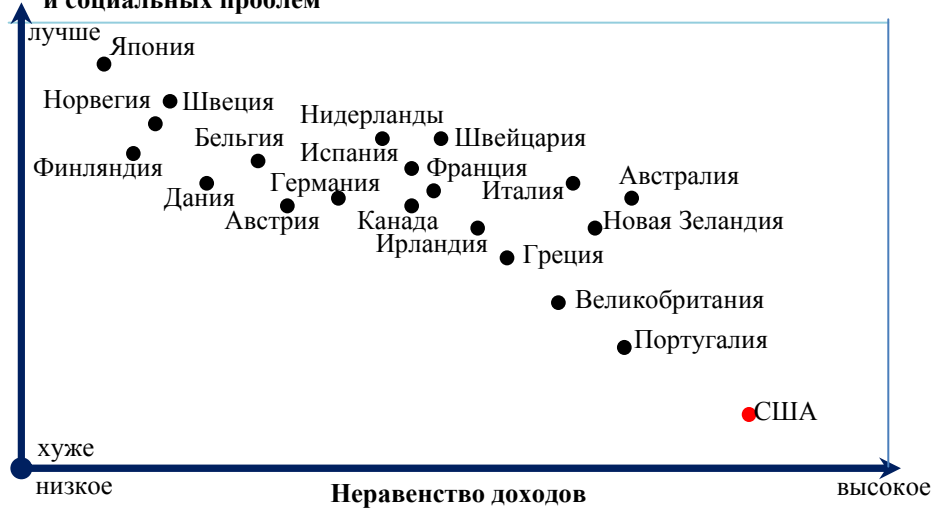 и социальных проблем
лучше
Япония
Норвегия
Швеция
Нидерланды
Бельгия
Швейцария
Испания
Финляндия
Франция
Германия
Италия
Австралия
Дания
Австрия
Канада
Новая Зеландия
Ирландия
Греция
Великобритания
Португалия
США
хуже
низкое
Неравенство доходов
высокое